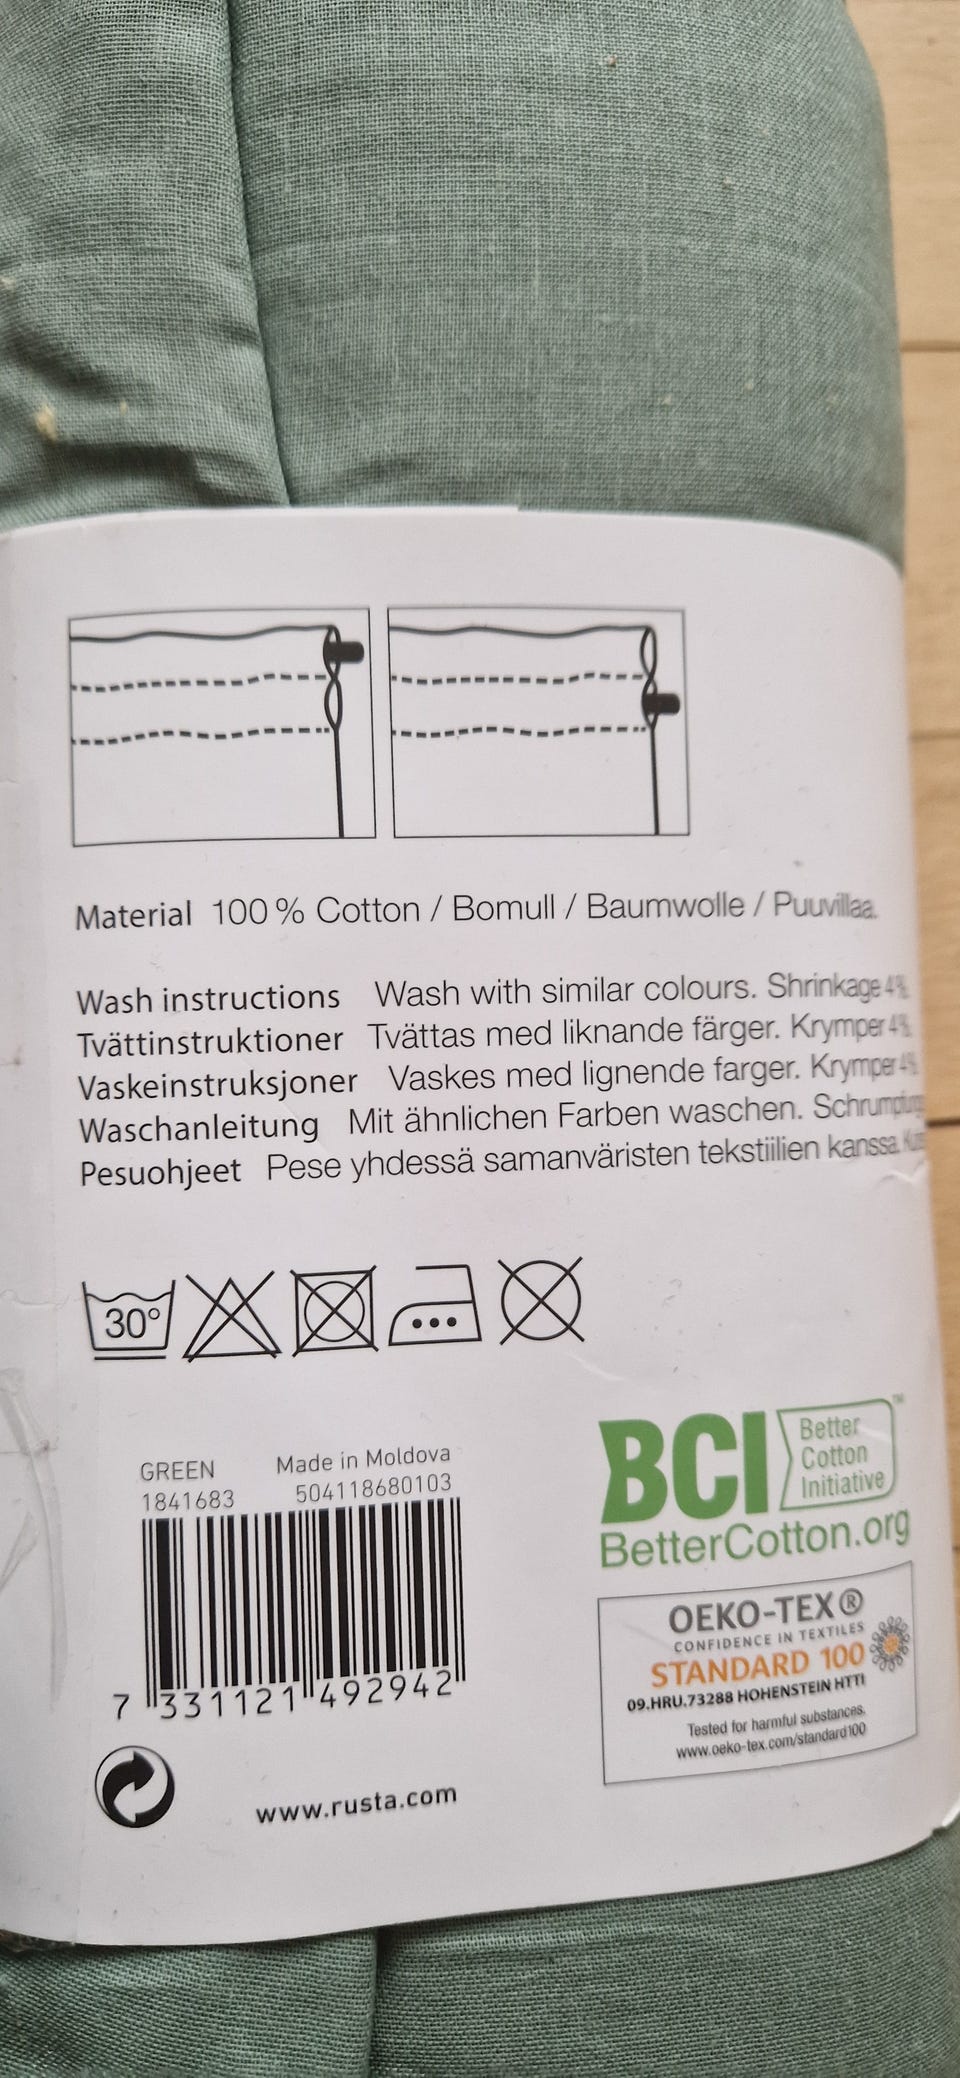 Material 100 % Cotton / Bomull / Baumwolle / Puuvillaa.
Wash instructions Wash with similar colours. Shrinkage 4%
Tvättinstruktioner Tvättas med liknande färger. Krymper 4%
Vaskeinstruksjoner Vaskes med lignende farger. Krymper 4%
Waschanleitung Mit ähnlichen Farben waschen.
Pesuohjeet Pese yhdessä samanväristen tekstiilien kanssa.
30°
GREEN Made in Moldova
1841683 504118680103
7 331121 492942
www.rusta.com
BCI Better Cotton Initiative™
BetterCotton.org
OEKO-TEX®
CONFIDENCE IN TEXTILES
STANDARD 100
09.HRU.73288 HOHENSTEIN HTTI
Tested for harmful substances.
www.oeko-tex.com/standard100